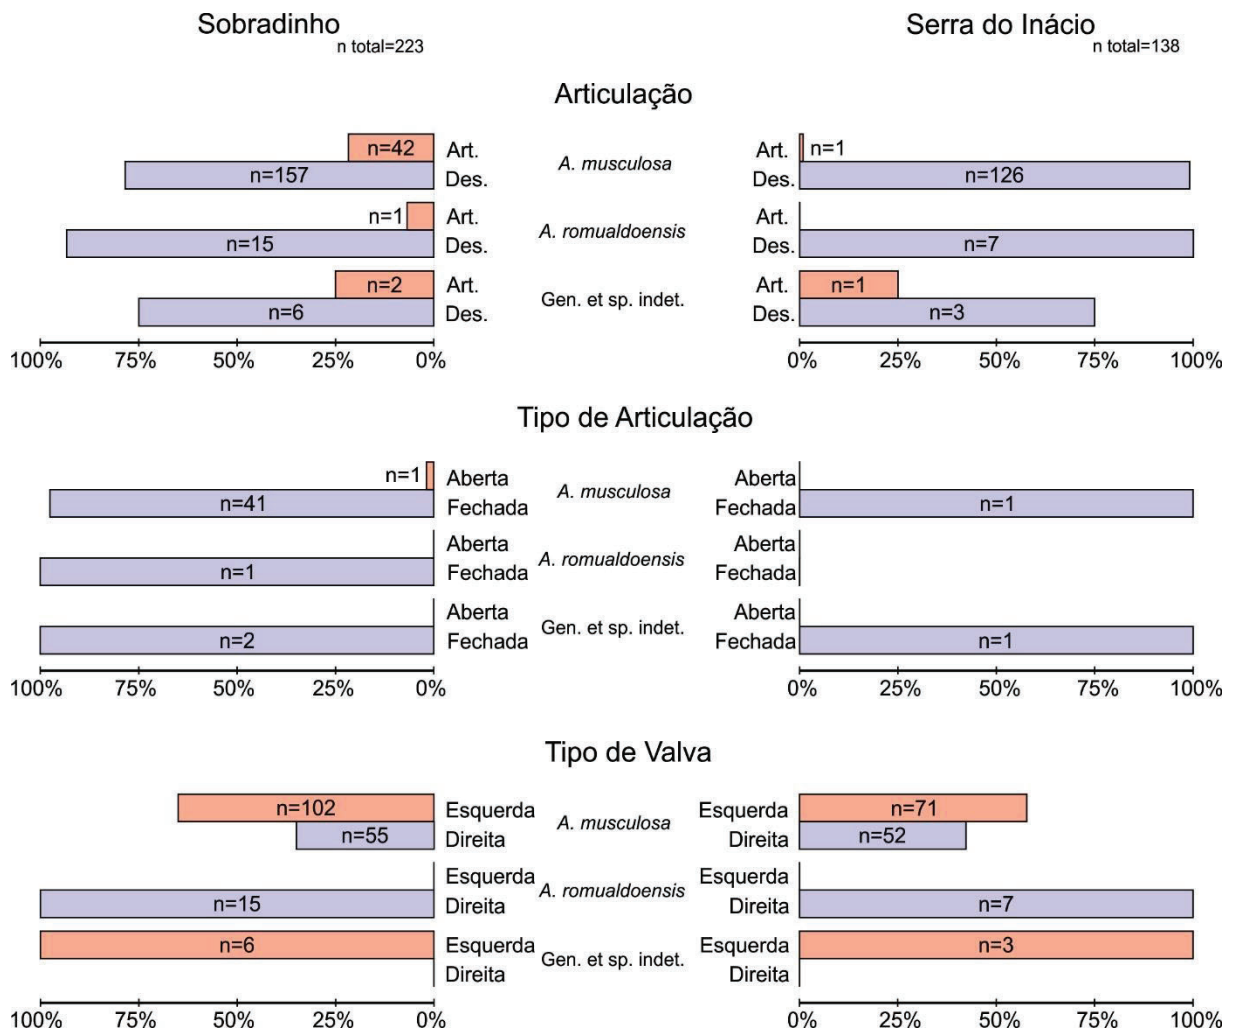 Sobradinho
n total=223
Serra do Inácio
n total=138
Articulação
n=42 Art. A. musculosa Art. n=1
n=157 Des. Des. n=126
n=1 Art. A. romualdoensis Art.
n=15 Des. Des. n=7
n=2 Art. Gen. et sp. indet. Art. n=1
n=6 Des. Des. n=3
100% 75% 50% 25% 0% 0% 25% 50% 75% 100%
Tipo de Articulação
n=1 Aberta A. musculosa Aberta
n=41 Fechada Fechada n=1
Aberta A. romualdoensis Aberta
n=1 Fechada Fechada
Aberta Gen. et sp. indet. Aberta
n=2 Fechada Fechada n=1
100% 75% 50% 25% 0% 0% 25% 50% 75% 100%
Tipo de Valva
n=102 Esquerda A. musculosa Esquerda n=71
n=55 Direita Direita n=52
Esquerda A. romualdoensis Esquerda
n=15 Direita Direita n=7
n=6 Esquerda Gen. et sp. indet. Esquerda n=3
Direita Direita
100% 75% 50% 25% 0% 0% 25% 50% 75% 100%